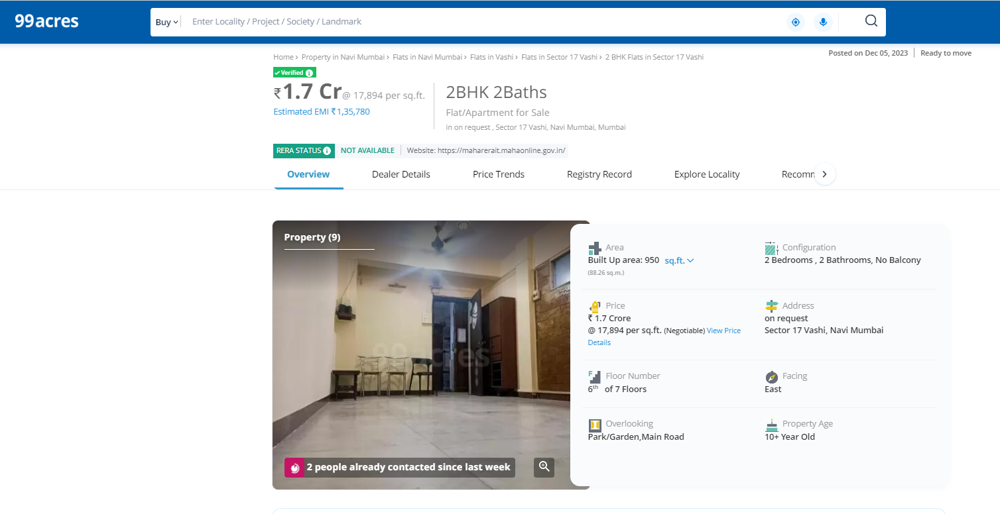 99acres
Buy
Enter Locality / Project / Society / Landmark
Home › Property in Navi Mumbai › Flats in Navi Mumbai › Flats in Vashi › Flats in Sector 17 Vashi › 2 BHK Flats in Sector 17 Vashi
Posted on Dec 05, 2023 | Ready to move
Verified
₹1.7 Cr @ 17,894 per sq.ft.
Estimated EMI ₹1,35,780
2BHK 2Baths
Flat/Apartment for Sale
in on request , Sector 17 Vashi, Navi Mumbai, Mumbai
RERA STATUS NOT AVAILABLE | Website: https://maharerait.mahaonline.gov.in/
Overview Dealer Details Price Trends Registry Record Explore Locality Recomm
Property (9)
99acres
2 people already contacted since last week
Area
Built Up area: 950 sq.ft.
(88.26 sq.m.)
Configuration
2 Bedrooms , 2 Bathrooms, No Balcony
Price
₹ 1.7 Crore
@ 17,894 per sq.ft. (Negotiable) View Price
Details
Address
on request
Sector 17 Vashi, Navi Mumbai
Floor Number
6th of 7 Floors
Facing
East
Overlooking
Park/Garden,Main Road
Property Age
10+ Year Old